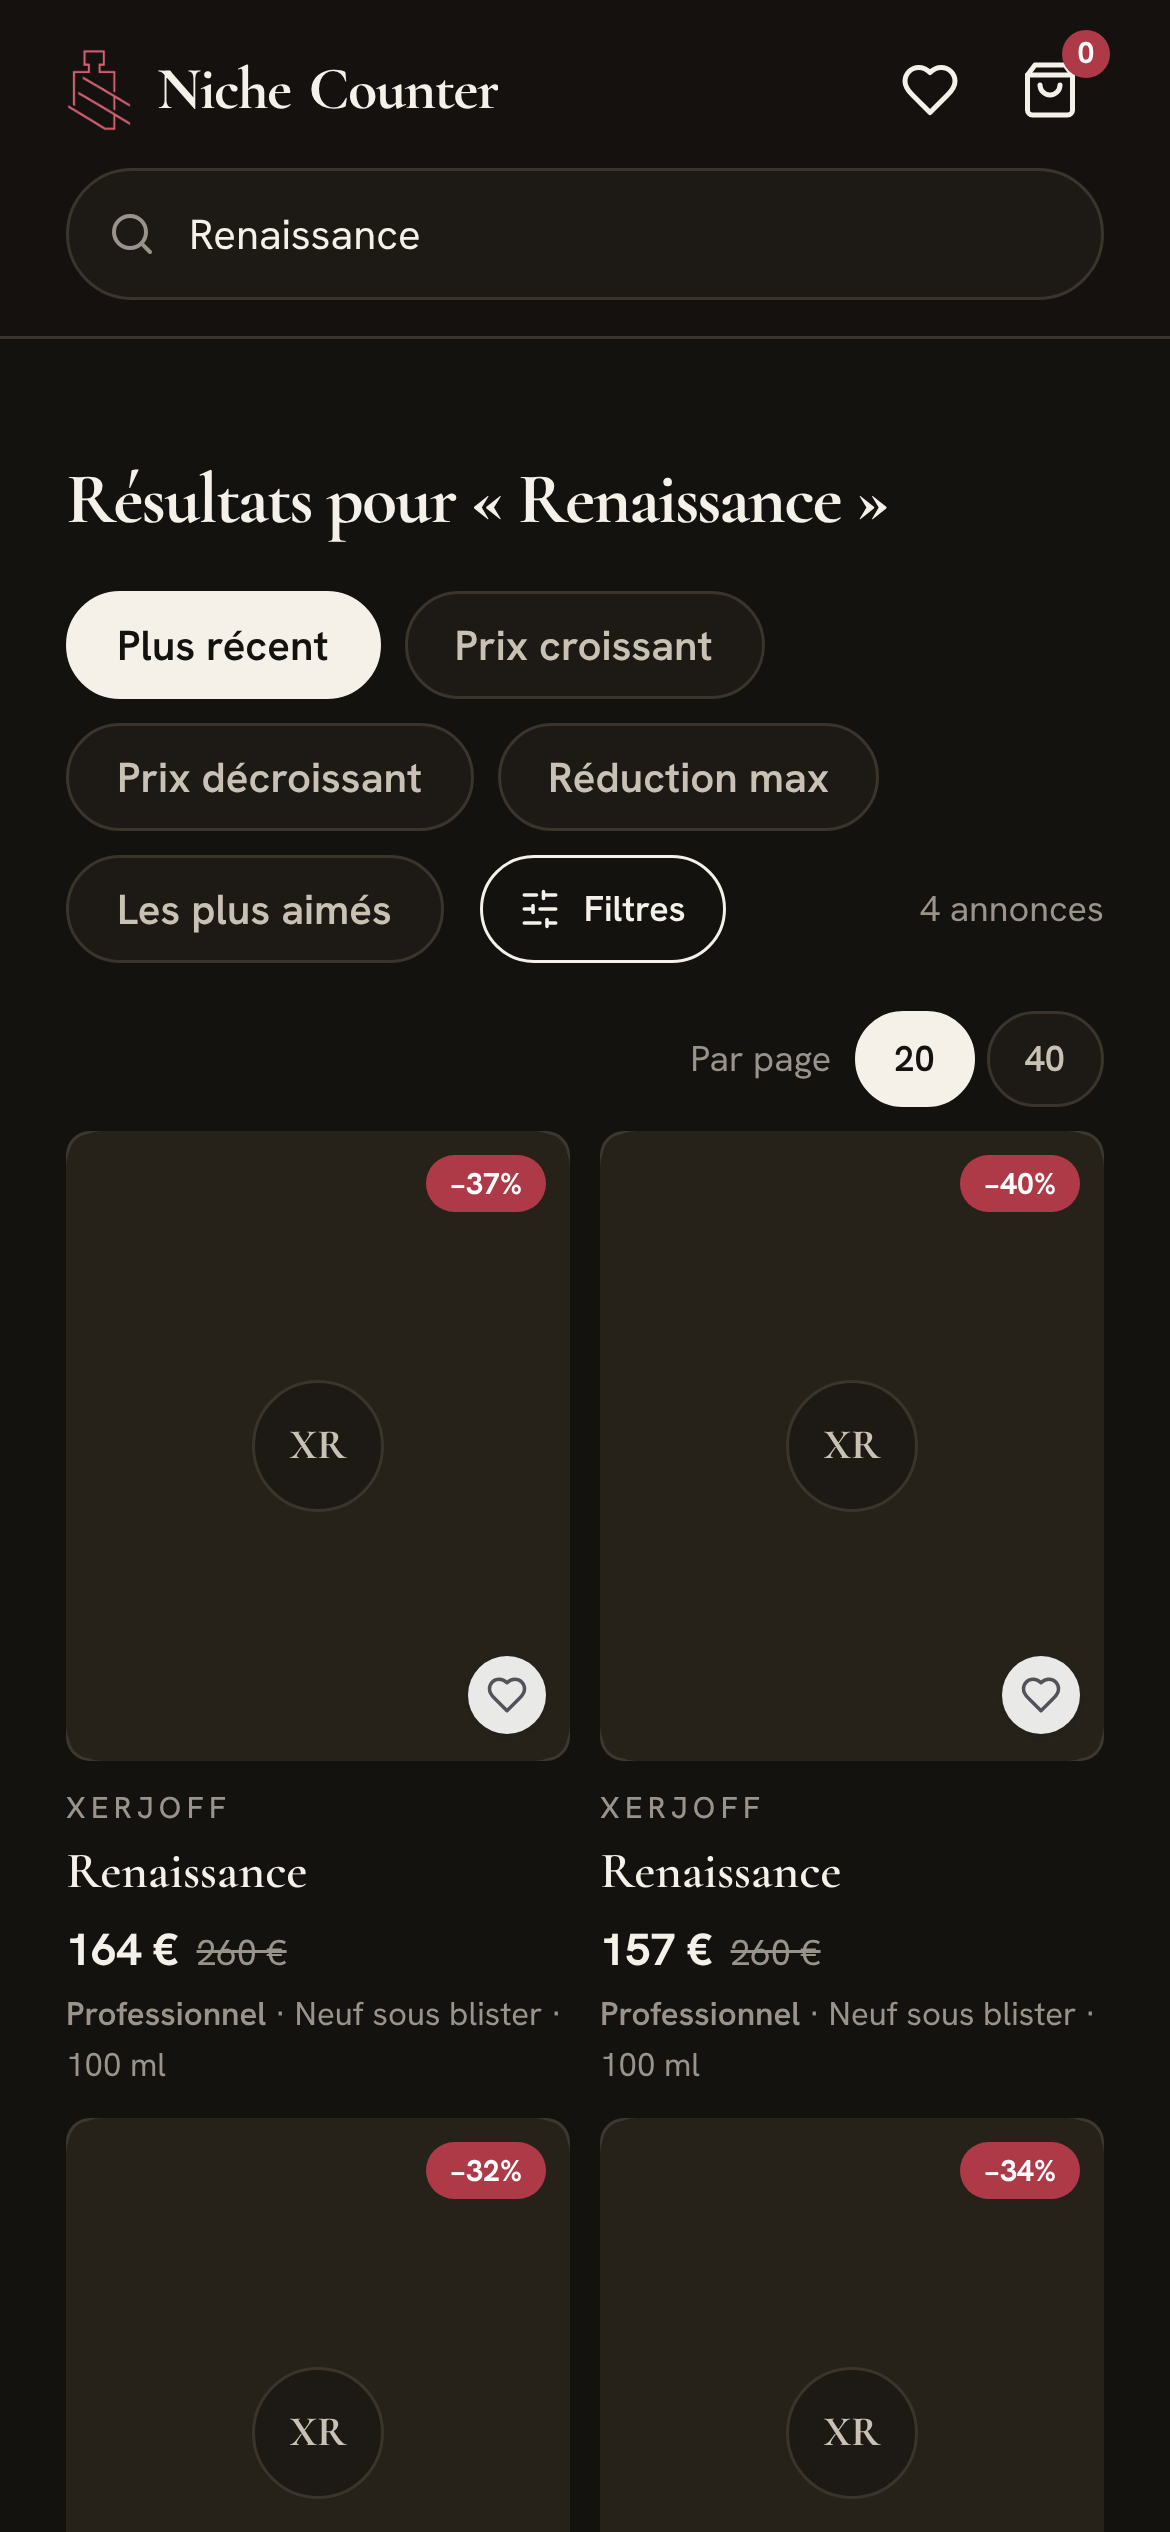 Niche Counter
0
Renaissance
Résultats pour « Renaissance »
Plus récent
Prix croissant
Prix décroissant
Réduction max
Les plus aimés
Filtres
4 annonces
Par page
20
40
–37%
–40%
XR
XR
XERJOFF
XERJOFF
Renaissance
Renaissance
164 € 260 €
157 € 260 €
Professionnel · Neuf sous blister ·
100 ml
Professionnel · Neuf sous blister ·
100 ml
–32%
–34%
XR
XR